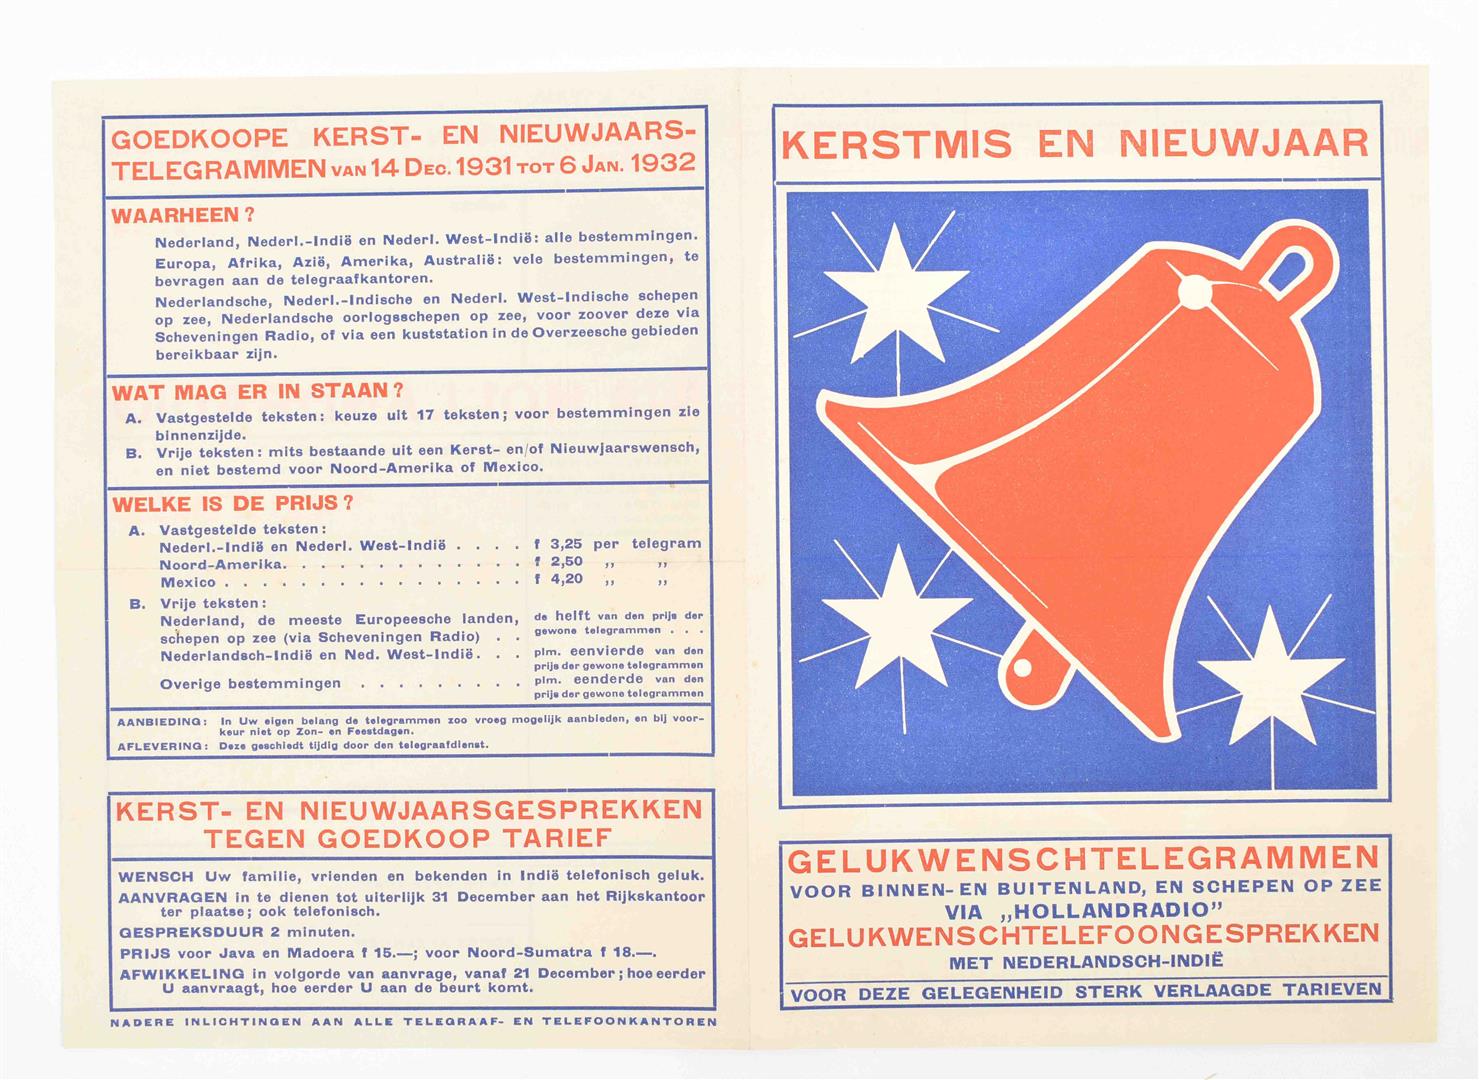 GOEDKOOPE KERST- EN NIEUWJAARS-
TELEGRAMMEN VAN 14 DEC. 1931 TOT 6 JAN. 1932
WAARHEEN?
Nederland, Nederl.-Indië en Nederl. West-Indië: alle bestemmingen.
Europa, Afrika, Azië, Amerika, Australië: vele bestemmingen, te
bevragen aan de telegraafkantoren.
Nederlandsche, Nederl.-Indische en Nederl. West-Indische schepen
op zee, Nederlandsche oorlogsschepen op zee, voor zoover deze via
Scheveningen Radio, of via een kuststation in de Overzeesche gebieden
bereikbaar zijn.
WAT MAG ER IN STAAN?
A. Vastgestelde teksten: keuze uit 17 teksten; voor bestemmingen zie
binnenzijde.
B. Vrije teksten: mits bestaande uit een Kerst- en/of Nieuwjaarswensch,
en niet bestemd voor Noord-Amerika of Mexico.
WELKE IS DE PRIJS?
A. Vastgestelde teksten:
Nederl.-Indië en Nederl. West-Indië . . . . f 3,25 per telegram
Noord-Amerika. . . . . . . . . . . . . . f 2,50 „ „
Mexico . . . . . . . . . . . . . . . . . f 4,20 „ „
B. Vrije teksten:
Nederland, de meeste Europeesche landen, de helft van den prijs der
schepen op zee (via Scheveningen Radio) . . gewone telegrammen . . .
Nederlandsch-Indië en Ned. West-Indië. . . plm. eenvierde van den
prijs der gewone telegrammen
Overige bestemmingen . . . . . . . . . plm. eenderde van den
prijs der gewone telegrammen
AANBIEDING: In Uw eigen belang de telegrammen zoo vroeg mogelijk aanbieden, en bij voor-
keur niet op Zon- en Feestdagen.
AFLEVERING: Deze geschiedt tijdig door den telegraafdienst.
KERST- EN NIEUWJAARSGESPREKKEN
TEGEN GOEDKOOP TARIEF
WENSCH Uw familie, vrienden en bekenden in Indië telefonisch geluk.
AANVRAGEN in te dienen tot uiterlijk 31 December aan het Rijkskantoor
ter plaatse; ook telefonisch.
GESPREKSDUUR 2 minuten.
PRIJS voor Java en Madoera f 15.—; voor Noord-Sumatra f 18.—.
AFWIKKELING in volgorde van aanvrage, vanaf 21 December; hoe eerder
U aanvraagt, hoe eerder U aan de beurt komt.
NADERE INLICHTINGEN AAN ALLE TELEGRAAF- EN TELEFOONKANTOREN
KERSTMIS EN NIEUWJAAR
GELUKWENSCHTELEGRAMMEN
VOOR BINNEN- EN BUITENLAND, EN SCHEPEN OP ZEE
VIA „HOLLANDRADIO”
GELUKWENSCHTELEFOONGESPREKKEN
MET NEDERLANDSCH-INDIË
VOOR DEZE GELEGENHEID STERK VERLAAGDE TARIEVEN